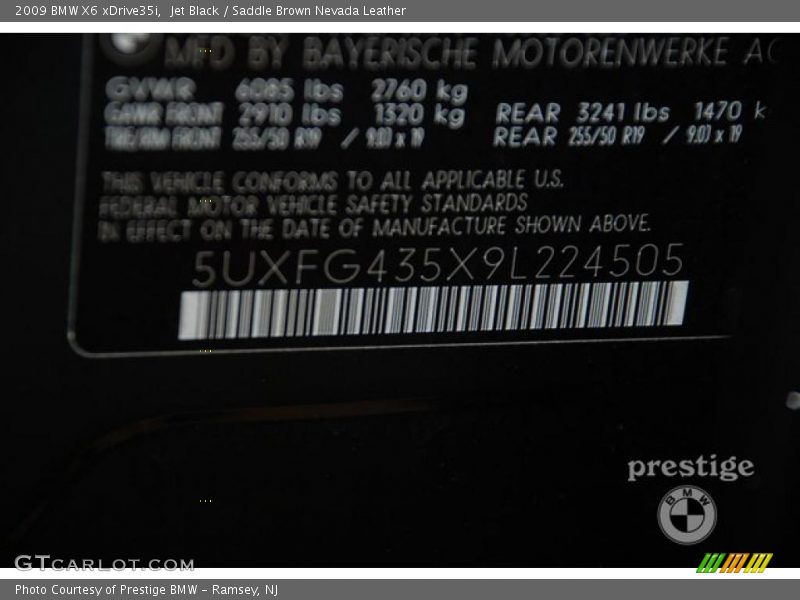 2009 BMW X6 xDrive35i, Jet Black / Saddle Brown Nevada Leather
MFD BY BAYERISCHE MOTORENWERKE AG
GVWR 6085 lbs 2760 kg
GAWR FRONT 2910 lbs 1320 kg REAR 3241 lbs 1470 k
TIRE/RIM FRONT 255/50 R19 / 9.0J x 19 REAR 255/50 R19 / 9.0J x 19
THIS VEHICLE CONFORMS TO ALL APPLICABLE U.S.
FEDERAL MOTOR VEHICLE SAFETY STANDARDS
IN EFFECT ON THE DATE OF MANUFACTURE SHOWN ABOVE.
5UXFG435X9L224505
prestige
BMW
GTCARLOT.COM
Photo Courtesy of Prestige BMW – Ramsey, NJ